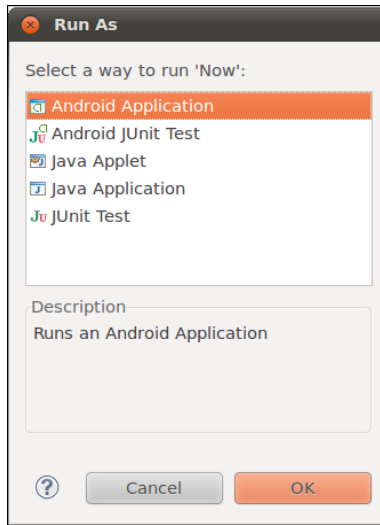 Run As
Select a way to run 'Now':
Android Application
Android JUnit Test
Java Applet
Java Application
JUnit Test
Description
Runs an Android Application
Cancel
OK